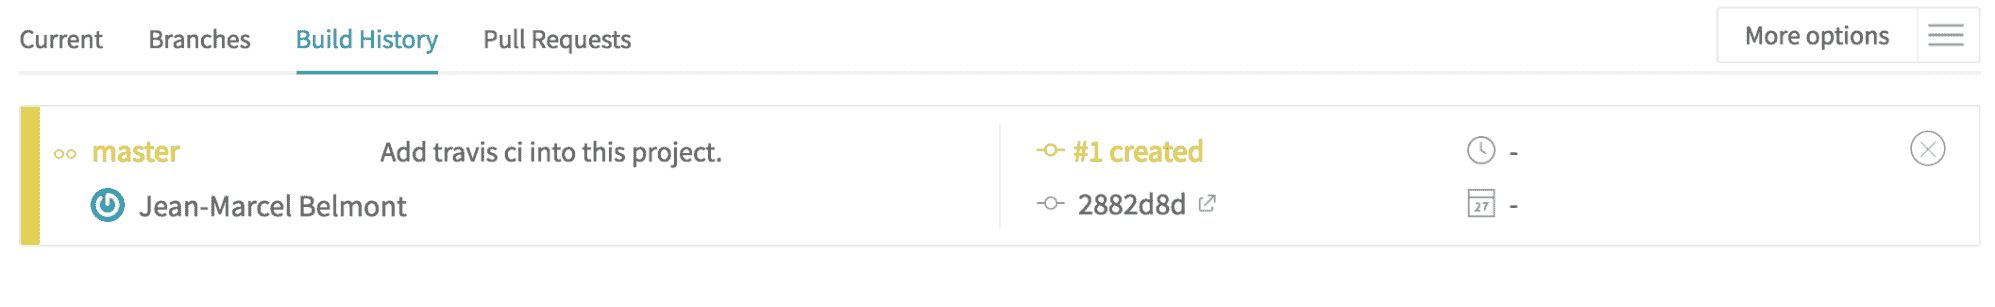 Current Branches Build History Pull Requests More options
master Add travis ci into this project. #1 created -
Jean-Marcel Belmont 2882d8d 27 -